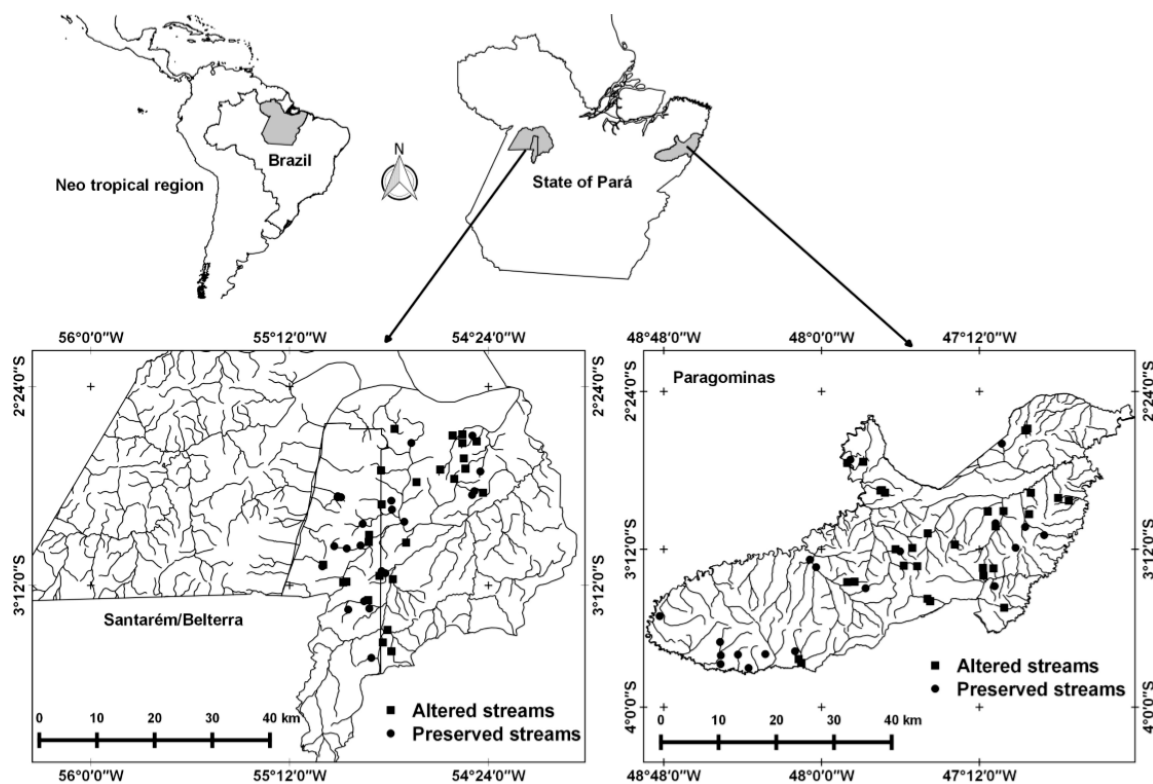 N
Brazil
Neo tropical region
State of Pará
56°0'0"W
55°12'0"W
54°24'0"W
48°48'0"W
48°0'0"W
47°12'0"W
2°24'0"S
2°24'0"S
Paragominas
3°12'0"S
3°12'0"S
Santarém/Belterra
Altered streams
Preserved streams
0 10 20 30 40 km
Altered streams
Preserved streams
0 10 20 30 40 km
4°0'0"S
4°0'0"S
56°0'0"W
55°12'0"W
54°24'0"W
48°48'0"W
48°0'0"W
47°12'0"W
2°24'0"S
3°12'0"S
2°24'0"S
3°12'0"S